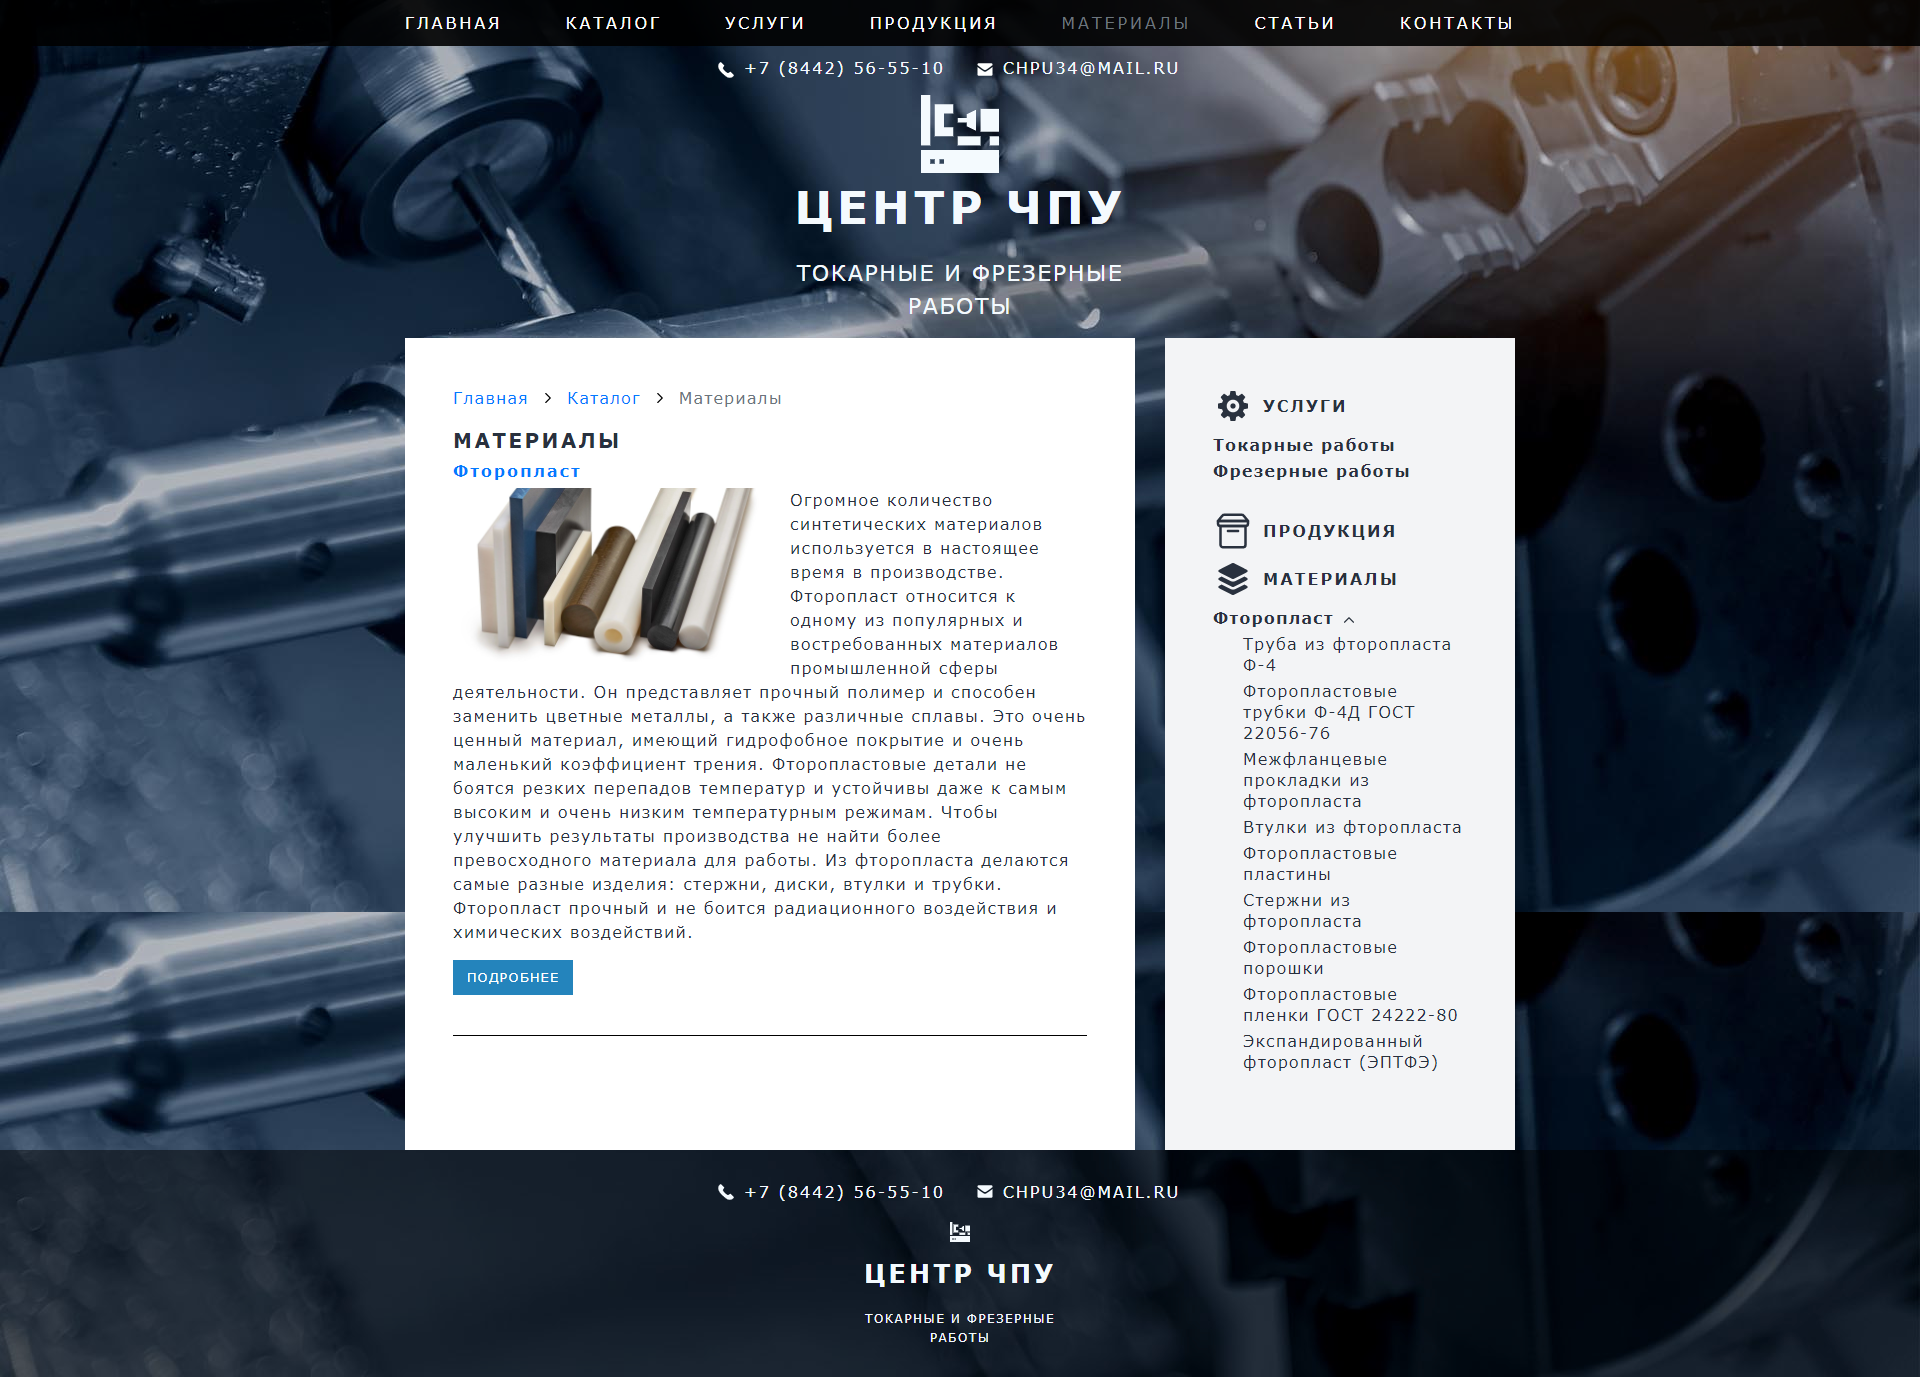 ГЛАВНАЯ КАТАЛОГ УСЛУГИ ПРОДУКЦИЯ МАТЕРИАЛЫ СТАТЬИ КОНТАКТЫ
+7 (8442) 56-55-10 CHPU34@MAIL.RU
ЦЕНТР ЧПУ
ТОКАРНЫЕ И ФРЕЗЕРНЫЕ
РАБОТЫ
Главная > Каталог > Материалы
МАТЕРИАЛЫ
Фторопласт
Огромное количество
синтетических материалов
используется в настоящее
время в производстве.
Фторопласт относится к
одному из популярных и
востребованных материалов
промышленной сферы
деятельности. Он представляет прочный полимер и способен
заменить цветные металлы, а также различные сплавы. Это очень
ценный материал, имеющий гидрофобное покрытие и очень
маленький коэффициент трения. Фторопластовые детали не
боятся резких перепадов температур и устойчивы даже к самым
высоким и очень низким температурным режимам. Чтобы
улучшить результаты производства не найти более
превосходного материала для работы. Из фторопласта делаются
самые разные изделия: стержни, диски, втулки и трубки.
Фторопласт прочный и не боится радиационного воздействия и
химических воздействий.
ПОДРОБНЕЕ
УСЛУГИ
Токарные работы
Фрезерные работы
ПРОДУКЦИЯ
МАТЕРИАЛЫ
Фторопласт
Труба из фторопласта
Ф-4
Фторопластовые
трубки Ф-4Д ГОСТ
22056-76
Межфланцевые
прокладки из
фторопласта
Втулки из фторопласта
Фторопластовые
пластины
Стержни из
фторопласта
Фторопластовые
порошки
Фторопластовые
пленки ГОСТ 24222-80
Экспандированный
фторопласт (ЭПТФЭ)
+7 (8442) 56-55-10 CHPU34@MAIL.RU
ЦЕНТР ЧПУ
ТОКАРНЫЕ И ФРЕЗЕРНЫЕ
РАБОТЫ